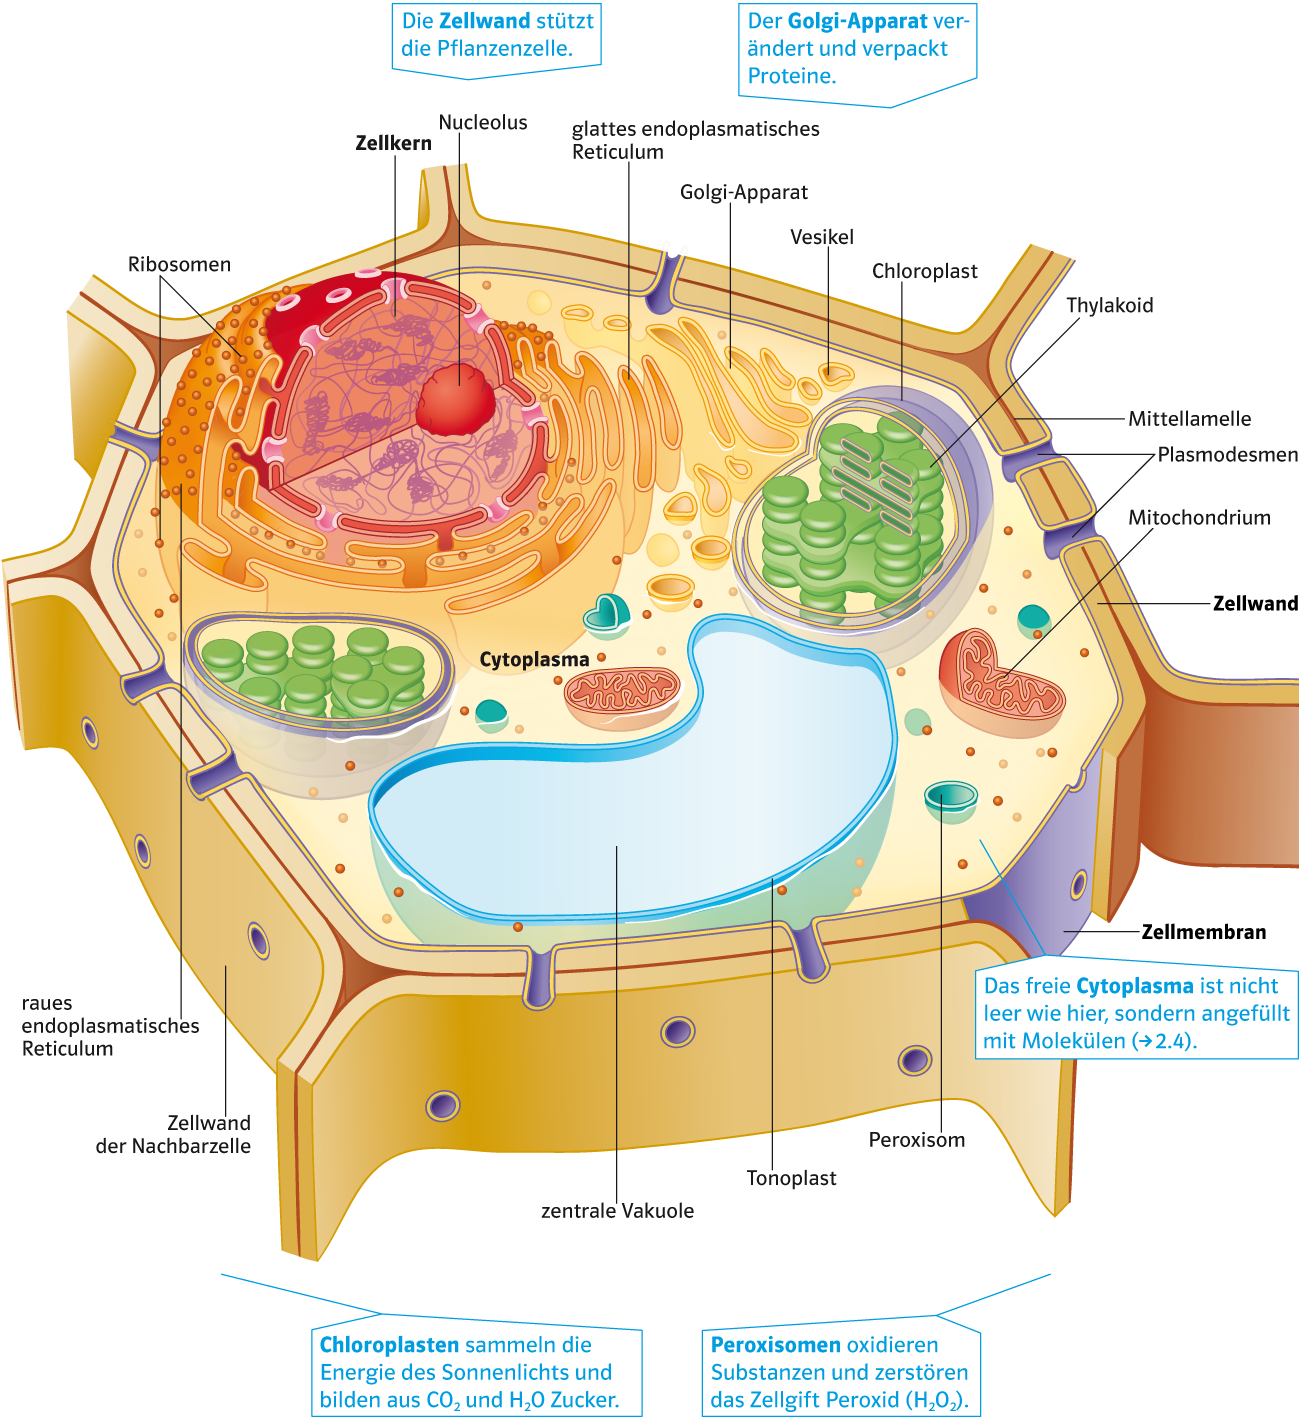 Die Zellwand stützt
die Pflanzenzelle.
Der Golgi-Apparat ver-
ändert und verpackt
Proteine.
Nucleolus
Zellkern
glattes endoplasmatisches
Reticulum
Golgi-Apparat
Vesikel
Ribosomen
Chloroplast
Thylakoid
Mittellamelle
Plasmodesmen
Mitochondrium
Zellwand
Cytoplasma
Zellmembran
Das freie Cytoplasma ist nicht
leer wie hier, sondern angefüllt
mit Molekülen (→2.4).
raues
endoplasmatisches
Reticulum
Zellwand
der Nachbarzelle
Peroxisom
Tonoplast
zentrale Vakuole
Chloroplasten sammeln die
Energie des Sonnenlichts und
bilden aus CO₂ und H₂O Zucker.
Peroxisomen oxidieren
Substanzen und zerstören
das Zellgift Peroxid (H₂O₂).